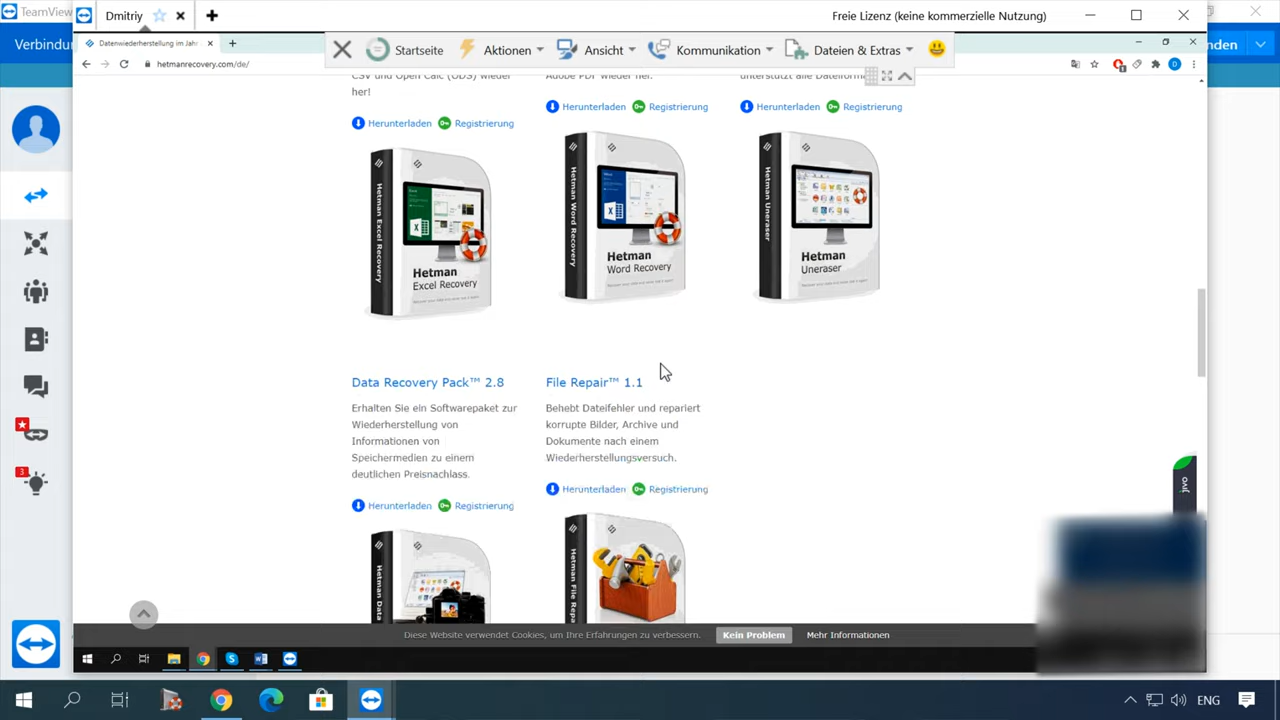 TeamView
Dmitriy
Freie Lizenz (keine kommerzielle Nutzung)
Verbindu
nden
Datenwiederherstellung im Jahr
Startseite
Aktionen
Ansicht
Kommunikation
Dateien & Extras
hetmanrecovery.com/de/
CSV und Open Calc (ODS) wieder
her!
Adobe PDF wieder her.
unterstützt alle Dateiform
Herunterladen
Registrierung
Herunterladen
Registrierung
Herunterladen
Registrierung
Hetman Excel Recovery
Hetman
Excel Recovery
Hetman Word Recovery
Hetman
Word Recovery
Hetman Uneraser
Hetman
Uneraser
Data Recovery Pack™ 2.8
Erhalten Sie ein Softwarepaket zur
Wiederherstellung von
Informationen von
Speichermedien zu einem
deutlichen Preisnachlass.
Herunterladen
Registrierung
File Repair™ 1.1
Behebt Dateifehler und repariert
korrupte Bilder, Archive und
Dokumente nach einem
Wiederherstellungsversuch.
Herunterladen
Registrierung
Hetman Data
Hetman File Repa
jivo
3
Diese Website verwendet Cookies, um Ihre Erfahrungen zu verbessern.
Kein Problem
Mehr Informationen
ENG